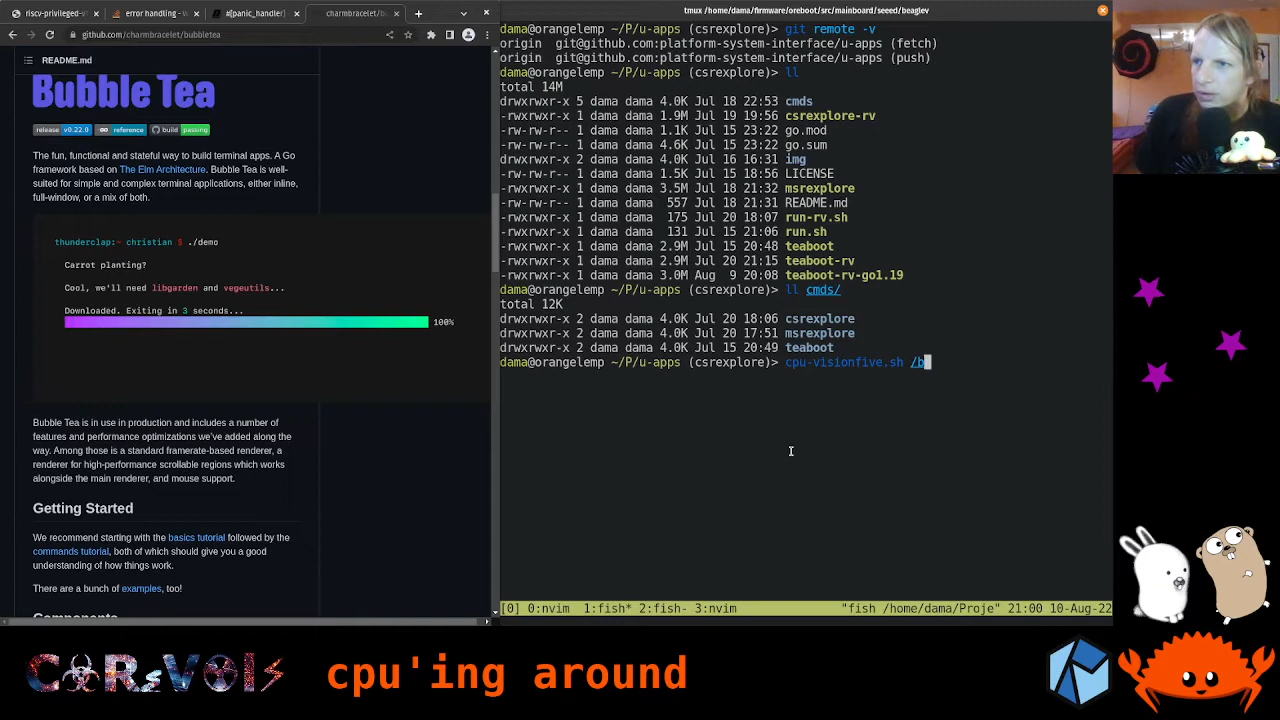 riscv-privileged-v
error handling - V
#[panic_handler]
charmbracelet/bubbletea
github.com/charmbracelet/bubbletea
README.md
Bubble Tea
release v0.22.0 reference build passing
The fun, functional and stateful way to build terminal apps. A Go
framework based on The Elm Architecture. Bubble Tea is well-
suited for simple and complex terminal applications, either inline,
full-window, or a mix of both.
thunderclap:~ christian $ ./demo
Carrot planting?
Cool, we'll need libgarden and vegeutils...
Downloaded. Exiting in 3 seconds...
100%
Bubble Tea is in use in production and includes a number of
features and performance optimizations we've added along the
way. Among those is a standard framerate-based renderer, a
renderer for high-performance scrollable regions which works
alongside the main renderer, and mouse support.
Getting Started
We recommend starting with the basics tutorial followed by the
commands tutorial, both of which should give you a good
understanding of how things work.
There are a bunch of examples, too!
Components
tmux /home/dama/firmware/oreboot/src/mainboard/seeed/beaglev
dama@orangelemp ~/P/u-apps (csrexplore)> git remote -v
origin git@github.com:platform-system-interface/u-apps (fetch)
origin git@github.com:platform-system-interface/u-apps (push)
dama@orangelemp ~/P/u-apps (csrexplore)> ll
total 14M
drwxrwxr-x 5 dama dama 4.0K Jul 18 22:53 cmds
-rwxrwxr-x 1 dama dama 1.9M Jul 19 19:56 csrexplore-rv
-rw-rw-r-- 1 dama dama 1.1K Jul 15 23:22 go.mod
-rw-rw-r-- 1 dama dama 4.6K Jul 15 23:22 go.sum
drwxrwxr-x 2 dama dama 4.0K Jul 16 16:31 img
-rw-rw-r-- 1 dama dama 1.5K Jul 15 18:56 LICENSE
-rwxrwxr-x 1 dama dama 3.5M Jul 18 21:32 msrexplore
-rw-rw-r-- 1 dama dama 557 Jul 18 21:31 README.md
-rwxrwxr-x 1 dama dama 175 Jul 20 18:07 run-rv.sh
-rwxrwxr-x 1 dama dama 131 Jul 15 21:06 run.sh
-rwxrwxr-x 1 dama dama 2.9M Jul 15 20:48 teaboot
-rwxrwxr-x 1 dama dama 2.9M Jul 20 21:15 teaboot-rv
-rwxrwxr-x 1 dama dama 3.0M Aug 9 20:08 teaboot-rv-go1.19
dama@orangelemp ~/P/u-apps (csrexplore)> ll cmds/
total 12K
drwxrwxr-x 2 dama dama 4.0K Jul 20 18:06 csrexplore
drwxrwxr-x 2 dama dama 4.0K Jul 20 17:51 msrexplore
drwxrwxr-x 2 dama dama 4.0K Jul 15 20:49 teaboot
dama@orangelemp ~/P/u-apps (csrexplore)> cpu-visionfive.sh /b
[0] 0:nvim 1:fish* 2:fish- 3:nvim "fish /home/dama/Proje" 21:00 10-Aug-22
cpu'ing around